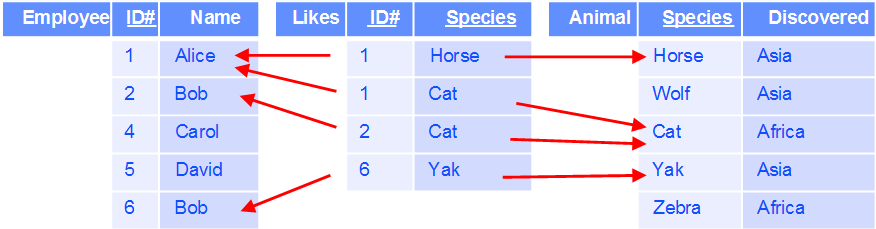 Employee ID# Name Likes ID# Species Animal Species Discovered
1 Alice 1 Horse Horse Asia
2 Bob 1 Cat Wolf Asia
4 Carol 2 Cat Cat Africa
5 David 6 Yak Yak Asia
6 Bob Zebra Africa